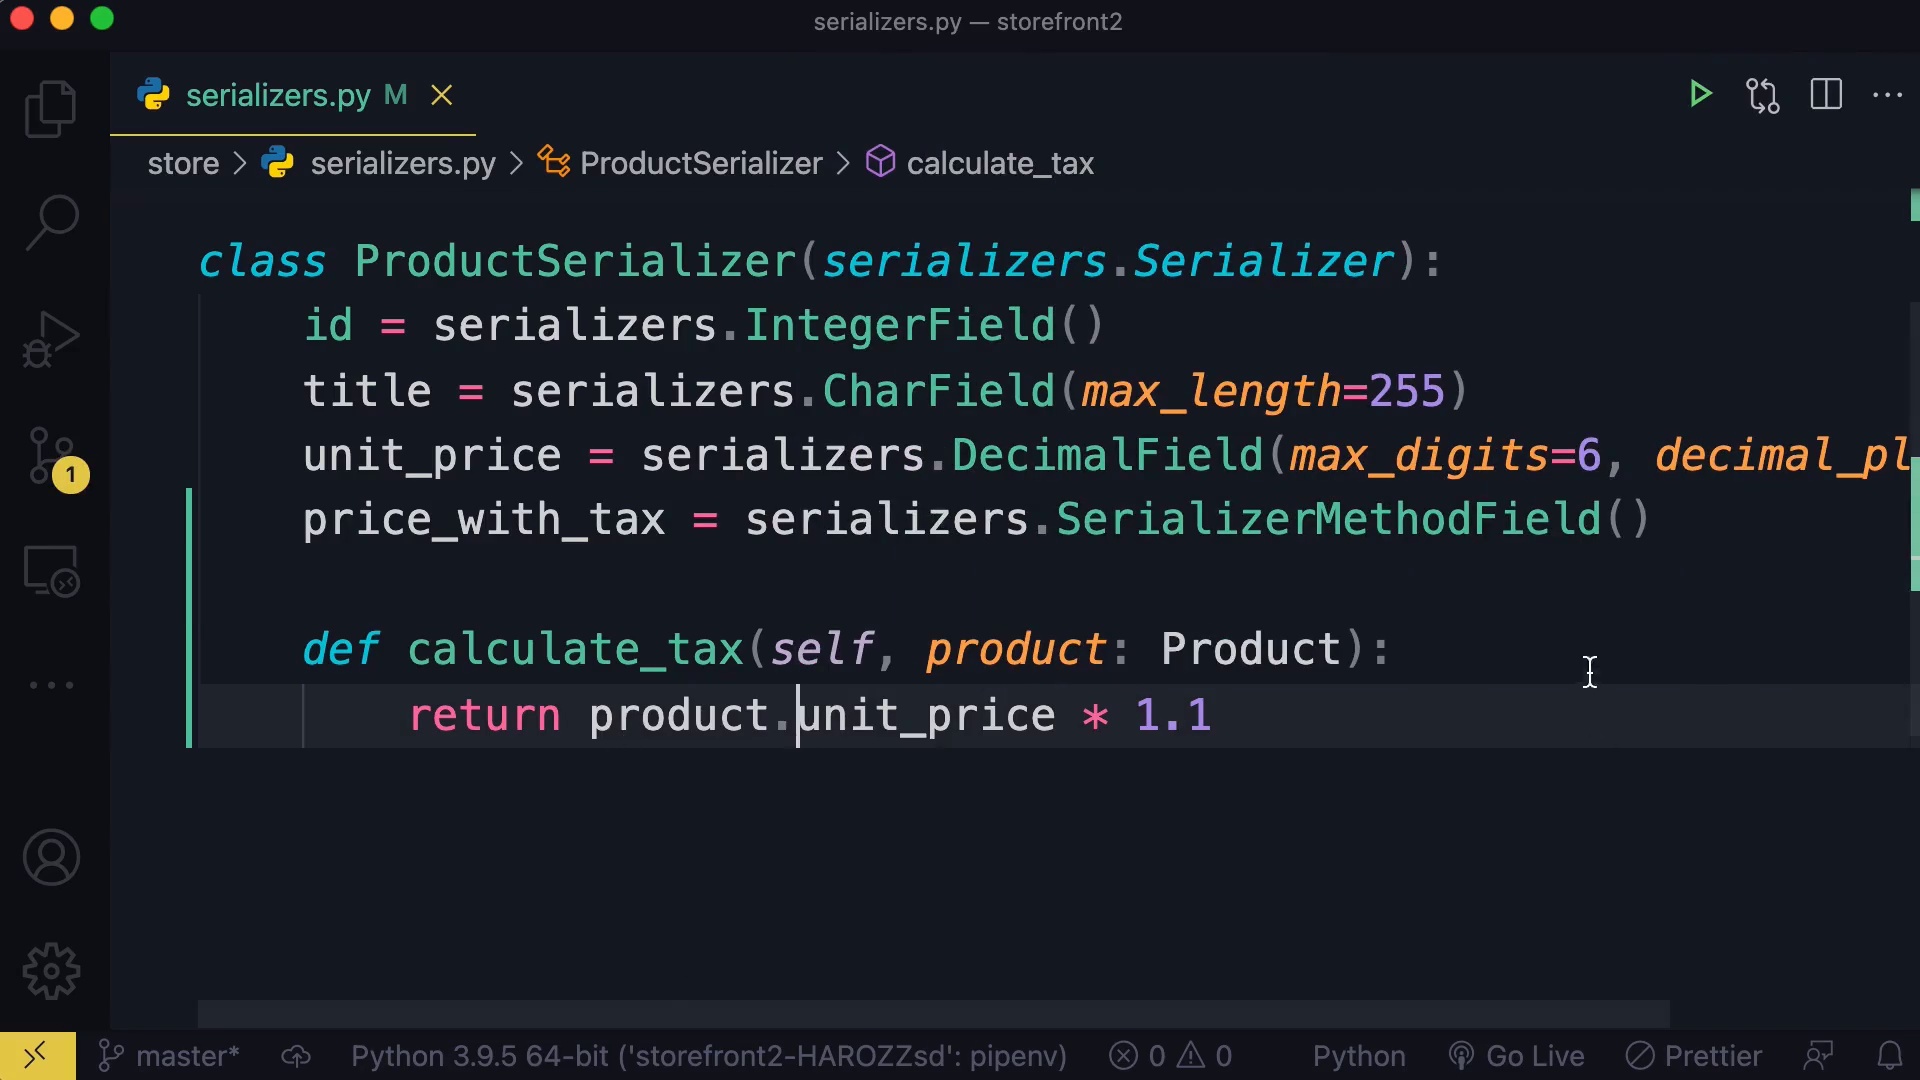 serializers.py — storefront2
serializers.py M
store > serializers.py > ProductSerializer > calculate_tax
class ProductSerializer(serializers.Serializer):
id = serializers.IntegerField()
title = serializers.CharField(max_length=255)
unit_price = serializers.DecimalField(max_digits=6, decimal_pl
price_with_tax = serializers.SerializerMethodField()
def calculate_tax(self, product: Product):
return product.unit_price * 1.1
1
master* Python 3.9.5 64-bit ('storefront2-HAROZZsd': pipenv) 0 0 Python Go Live Prettier